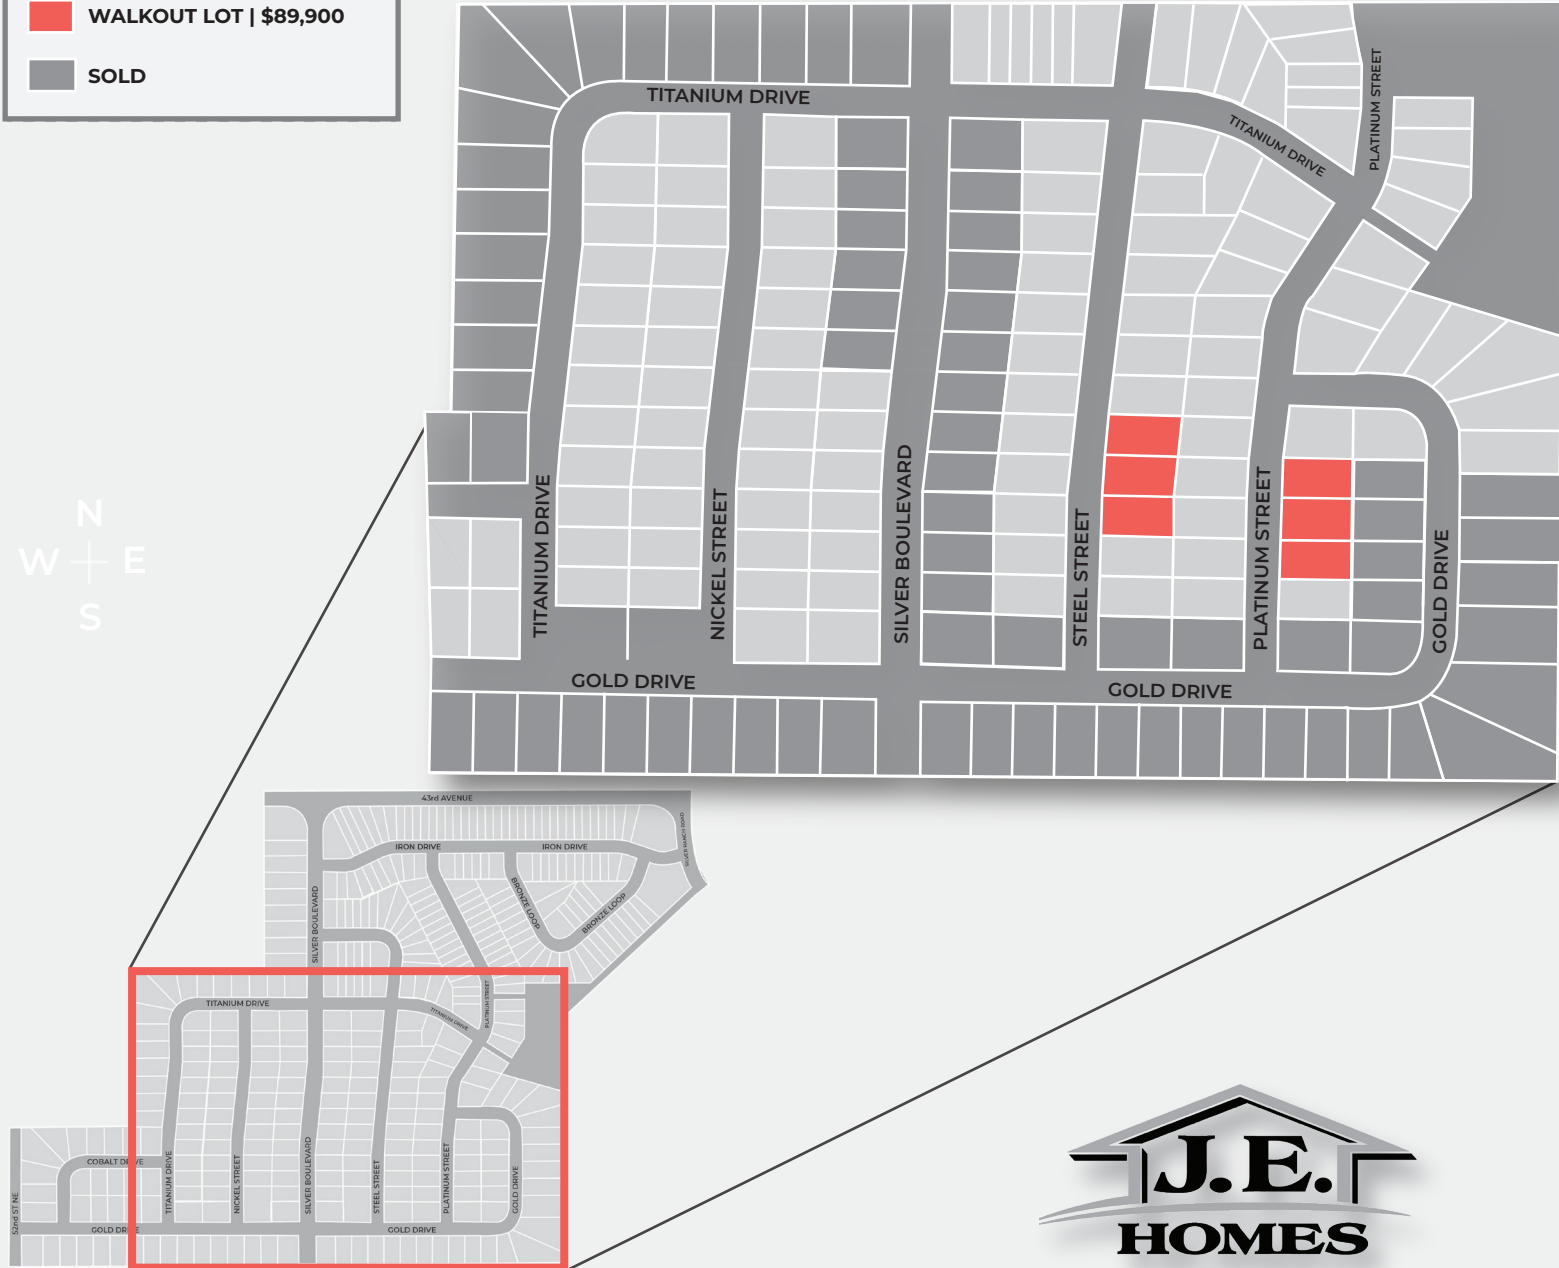 WALKOUT LOT | $89,900
SOLD
TITANIUM DRIVE
TITANIUM DRIVE
PLATINUM STREET
TITANIUM DRIVE
NICKEL STREET
SILVER BOULEVARD
STEEL STREET
PLATINUM STREET
GOLD DRIVE
GOLD DRIVE
GOLD DRIVE
N
W E
S
43rd AVENUE
IRON DRIVE
IRON DRIVE
SILVER RANCH ROAD
SILVER BOULEVARD
BRONZE LOOP
BRONZE LOOP
TITANIUM DRIVE
TITANIUM DRIVE
PLATINUM STREET
COBALT DRIVE
TITANIUM DRIVE
NICKEL STREET
SILVER BOULEVARD
STEEL STREET
PLATINUM STREET
GOLD DRIVE
52nd ST NE
GOLD DRIVE
GOLD DRIVE
J.E.
HOMES